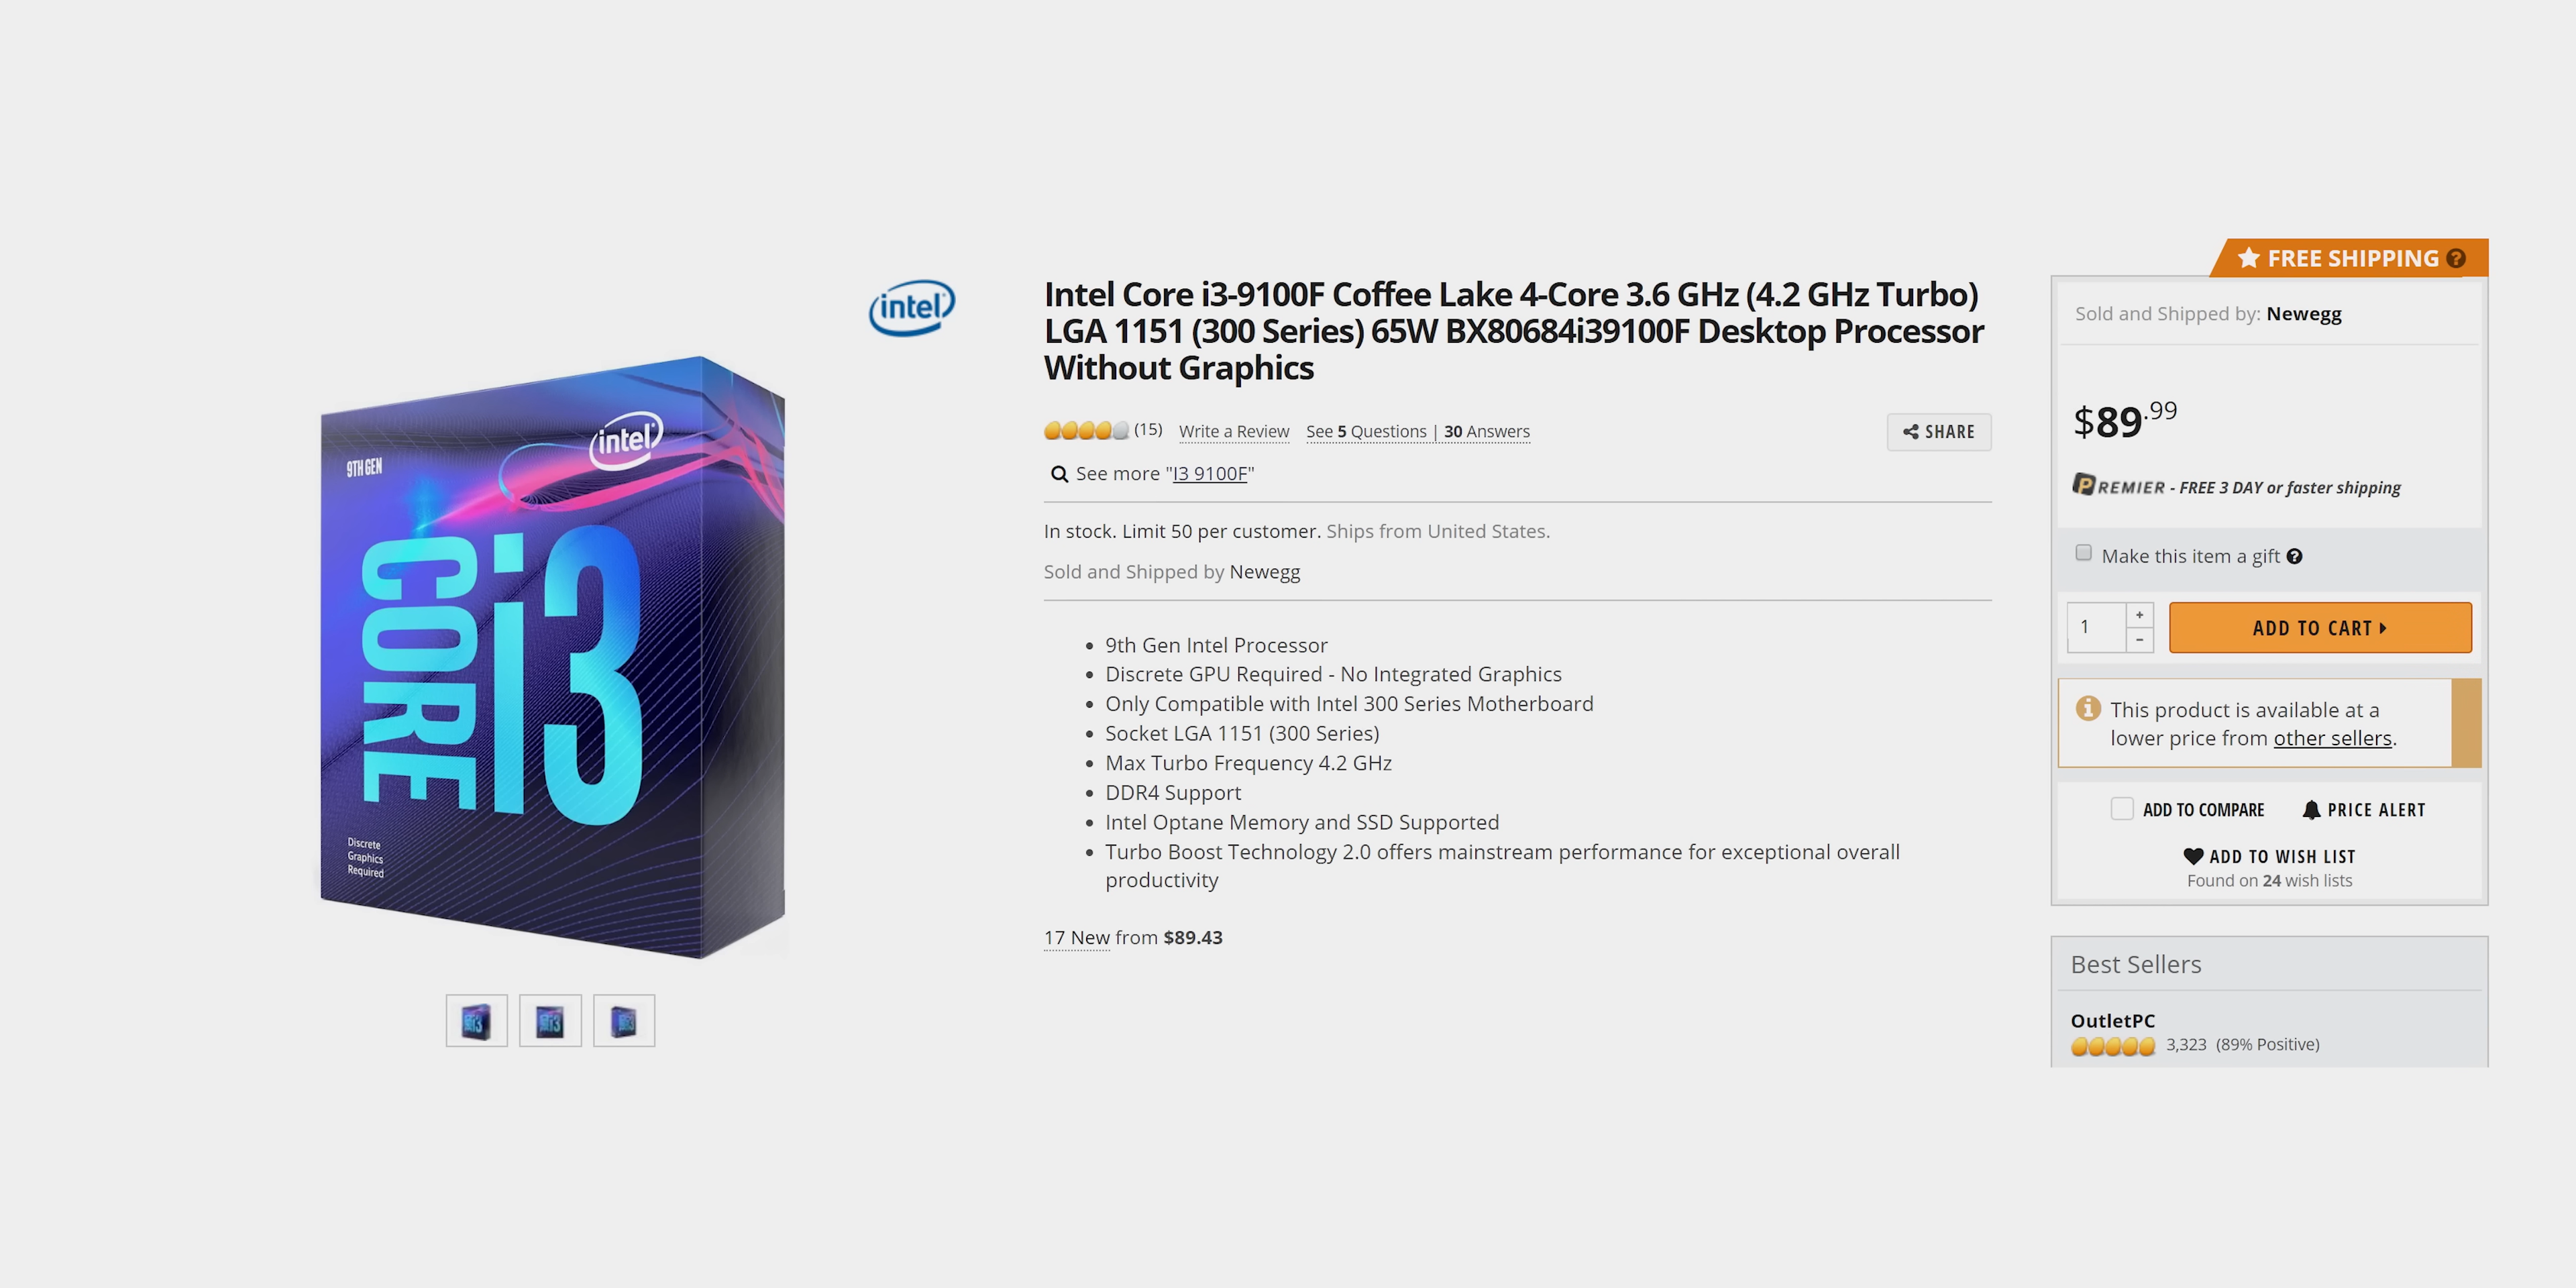 intel
9TH GEN
intel
CORE i3
Discrete
Graphics
Required
Intel Core i3-9100F Coffee Lake 4-Core 3.6 GHz (4.2 GHz Turbo)
LGA 1151 (300 Series) 65W BX80684i39100F Desktop Processor
Without Graphics
(15) Write a Review See 5 Questions | 30 Answers
SHARE
See more "I3 9100F"
In stock. Limit 50 per customer. Ships from United States.
Sold and Shipped by Newegg
• 9th Gen Intel Processor
• Discrete GPU Required - No Integrated Graphics
• Only Compatible with Intel 300 Series Motherboard
• Socket LGA 1151 (300 Series)
• Max Turbo Frequency 4.2 GHz
• DDR4 Support
• Intel Optane Memory and SSD Supported
• Turbo Boost Technology 2.0 offers mainstream performance for exceptional overall
productivity
17 New from $89.43
FREE SHIPPING ?
Sold and Shipped by: Newegg
$89.99
PREMIER - FREE 3 DAY or faster shipping
Make this item a gift ?
1 + -
ADD TO CART
i This product is available at a
lower price from other sellers.
ADD TO COMPARE PRICE ALERT
ADD TO WISH LIST
Found on 24 wish lists
Best Sellers
OutletPC
3,323 (89% Positive)